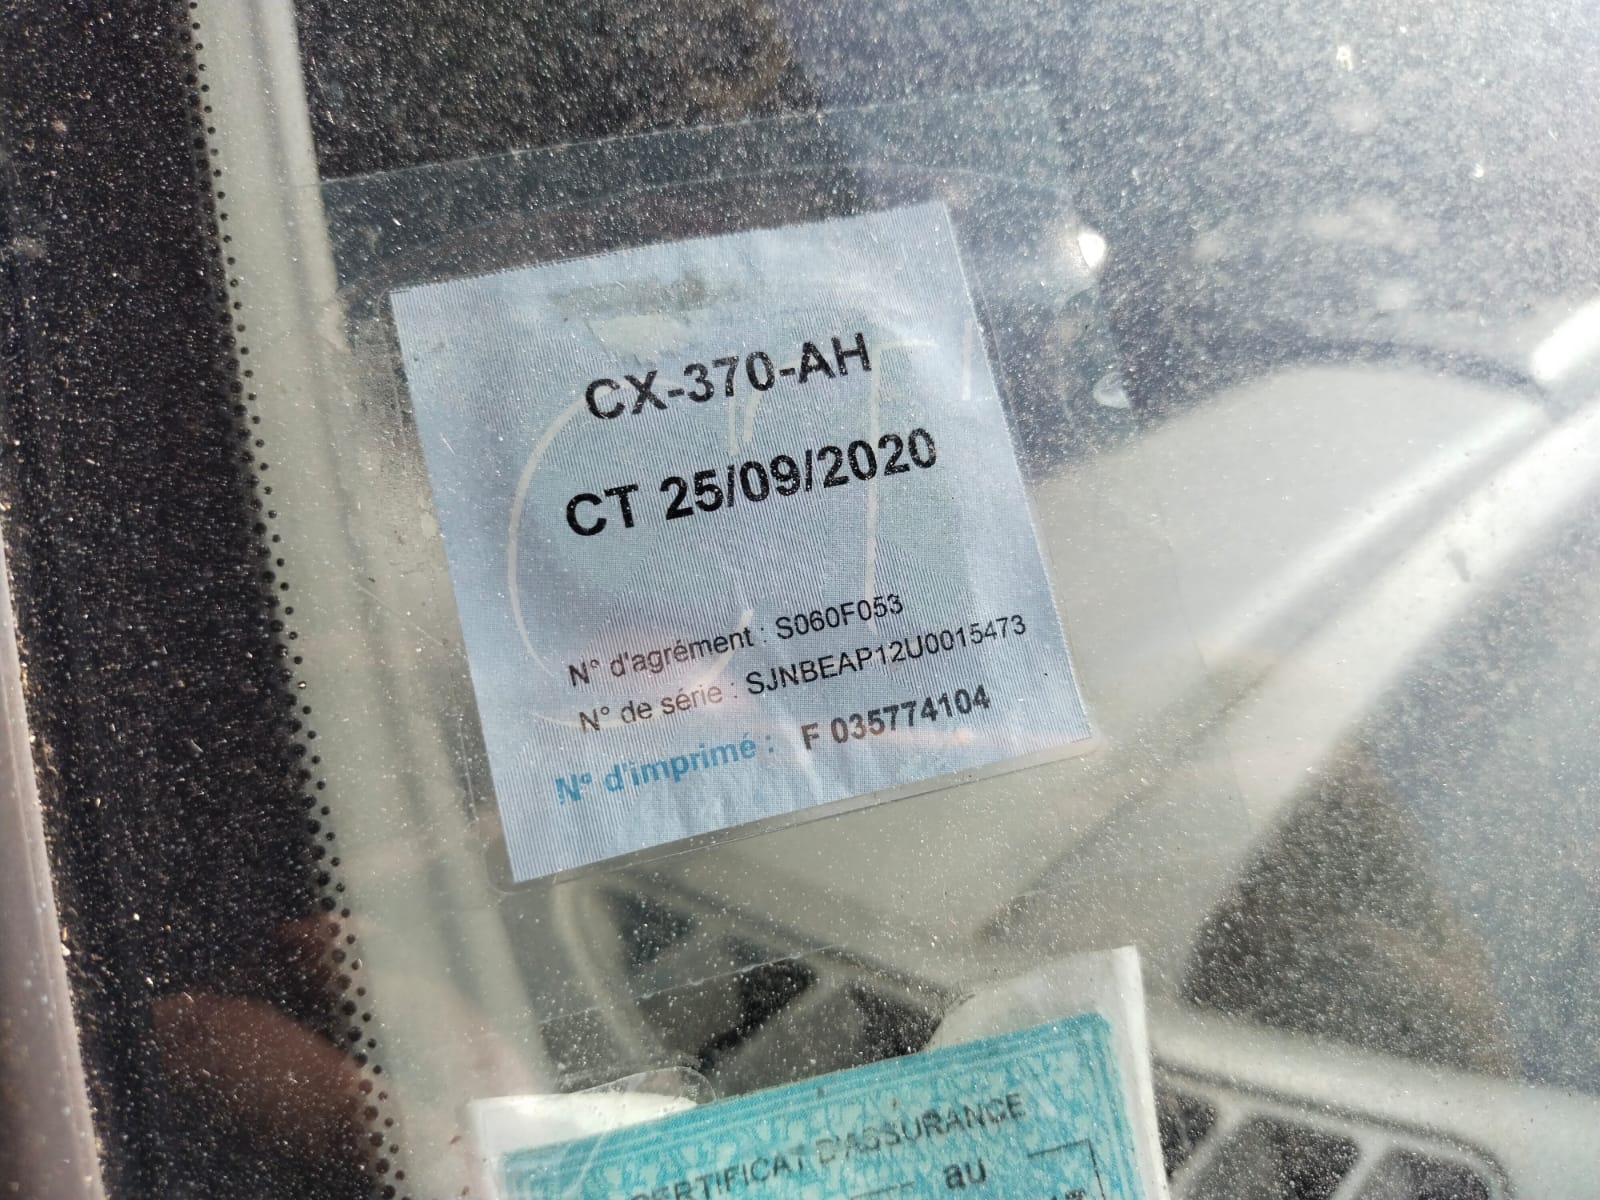 CX-370-AH
CT 25/09/2020
N° d'agrément : S060F053
N° de série : SJNBEAP12U0015473
N° d'imprimé : F 035774104
CERTIFICAT D'ASSURANCE
au